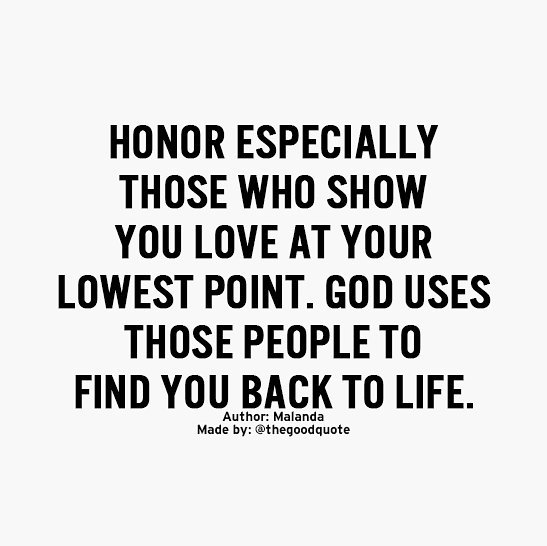 HONOR ESPECIALLY
THOSE WHO SHOW
YOU LOVE AT YOUR
LOWEST POINT. GOD USES
THOSE PEOPLE TO
FIND YOU BACK TO LIFE.
Author: Malanda
Made by: @thegoodquote